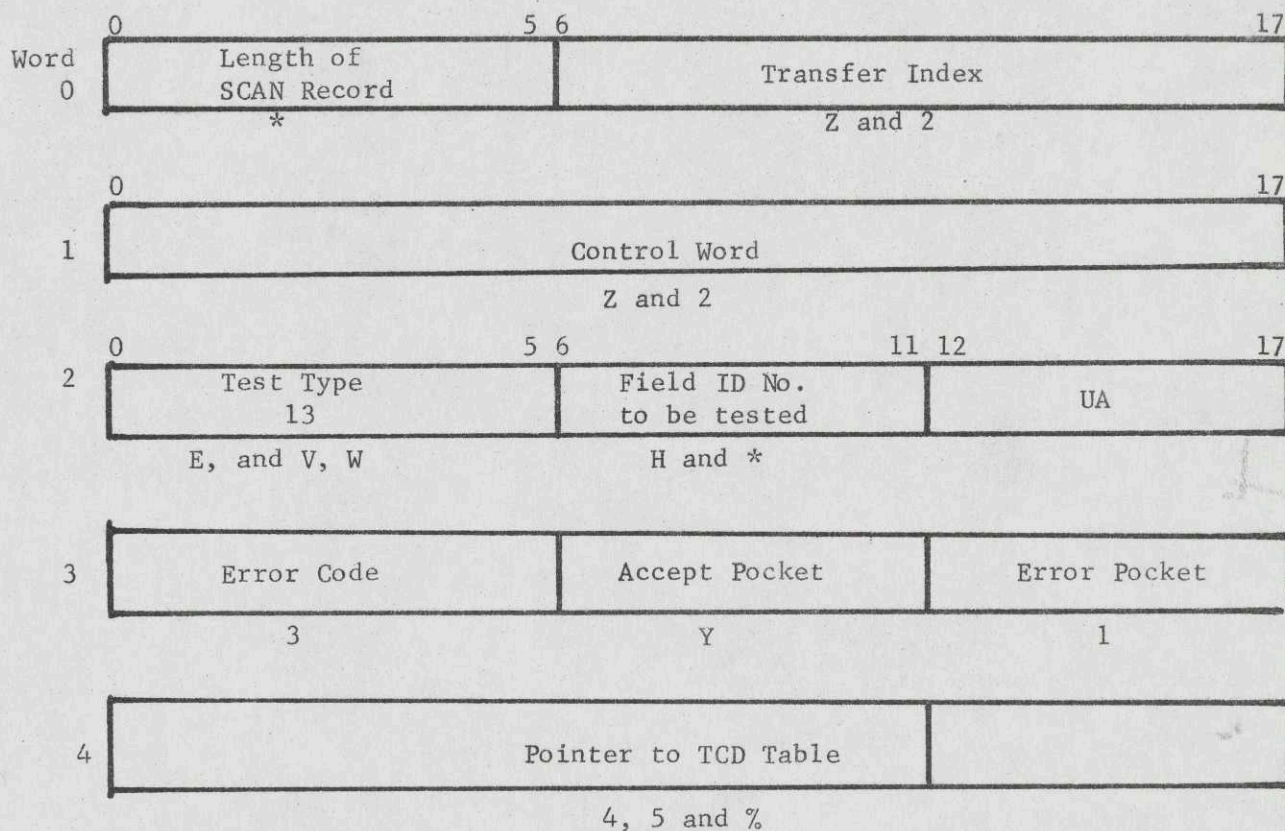 0 5 6 17
Word Length of
0 SCAN Record Transfer Index
* Z and 2
0 17
1 Control Word
Z and 2
0 5 6 11 12 17
2 Test Type Field ID No. UA
13 to be tested
E, and V, W H and *
3 Error Code Accept Pocket Error Pocket
3 Y 1
4 Pointer to TCD Table
4, 5 and %